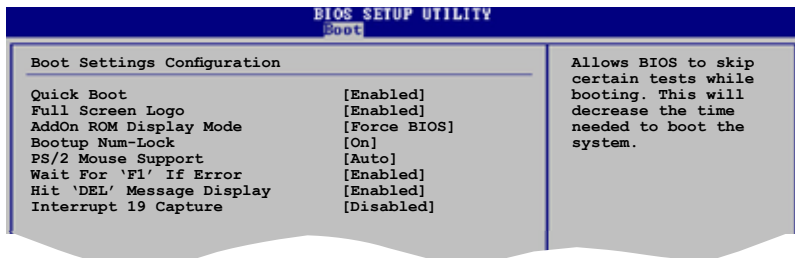 BIOS SETUP UTILITY
Boot
Boot Settings Configuration
Quick Boot [Enabled]
Full Screen Logo [Enabled]
AddOn ROM Display Mode [Force BIOS]
Bootup Num-Lock [On]
PS/2 Mouse Support [Auto]
Wait For ‘F1’ If Error [Enabled]
Hit ‘DEL’ Message Display [Enabled]
Interrupt 19 Capture [Disabled]
Allows BIOS to skip
certain tests while
booting. This will
decrease the time
needed to boot the
system.